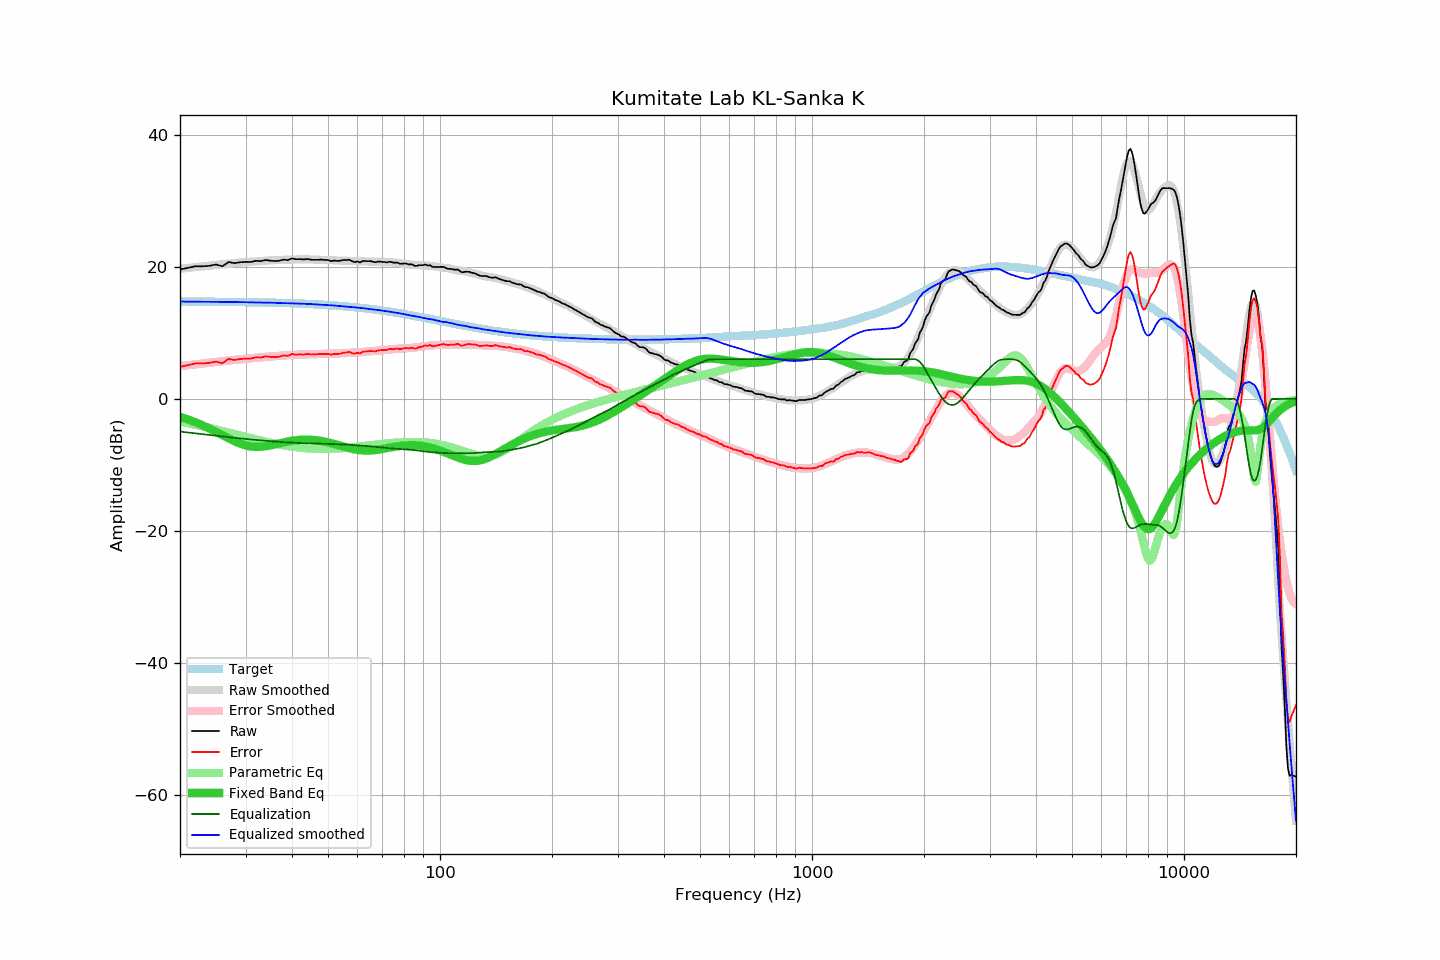 Kumitate Lab KL-Sanka K
40
20
0
−20
−40
−60
Amplitude (dBr)
Target
Raw Smoothed
Error Smoothed
Raw
Error
Parametric Eq
Fixed Band Eq
Equalization
Equalized smoothed
100
1000
10000
Frequency (Hz)